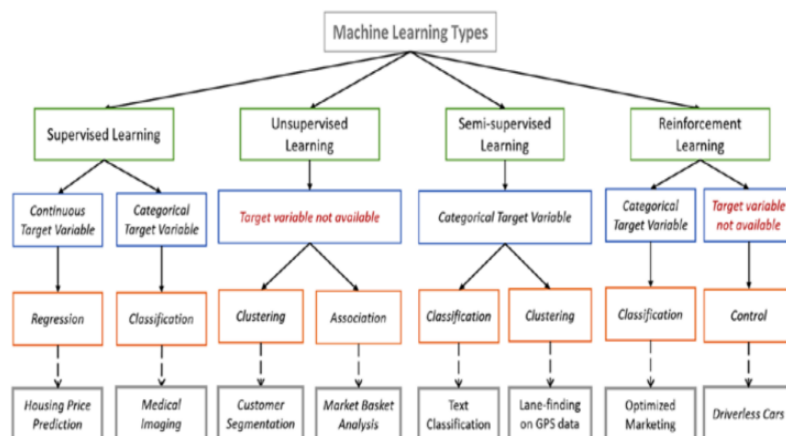 Machine Learning Types
Supervised Learning
Unsupervised
Learning
Semi-supervised
Learning
Reinforcement
Learning
Continuous
Target Variable
Categorical
Target Variable
Target variable not available
Categorical Target Variable
Categorical
Target Variable
Target variable
not available
Regression
Classification
Clustering
Association
Classification
Clustering
Classification
Control
Housing Price
Prediction
Medical
Imaging
Customer
Segmentation
Market Basket
Analysis
Text
Classification
Lane-finding
on GPS data
Optimized
Marketing
Driverless Cars